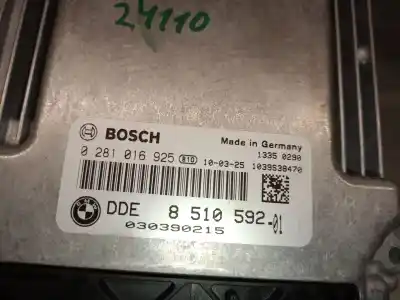 24110
BOSCH
Made in Germany
0 281 016 925 B10 10-03-25
1335 0290
1039S38470
DDE 8 510 592-01
030390215